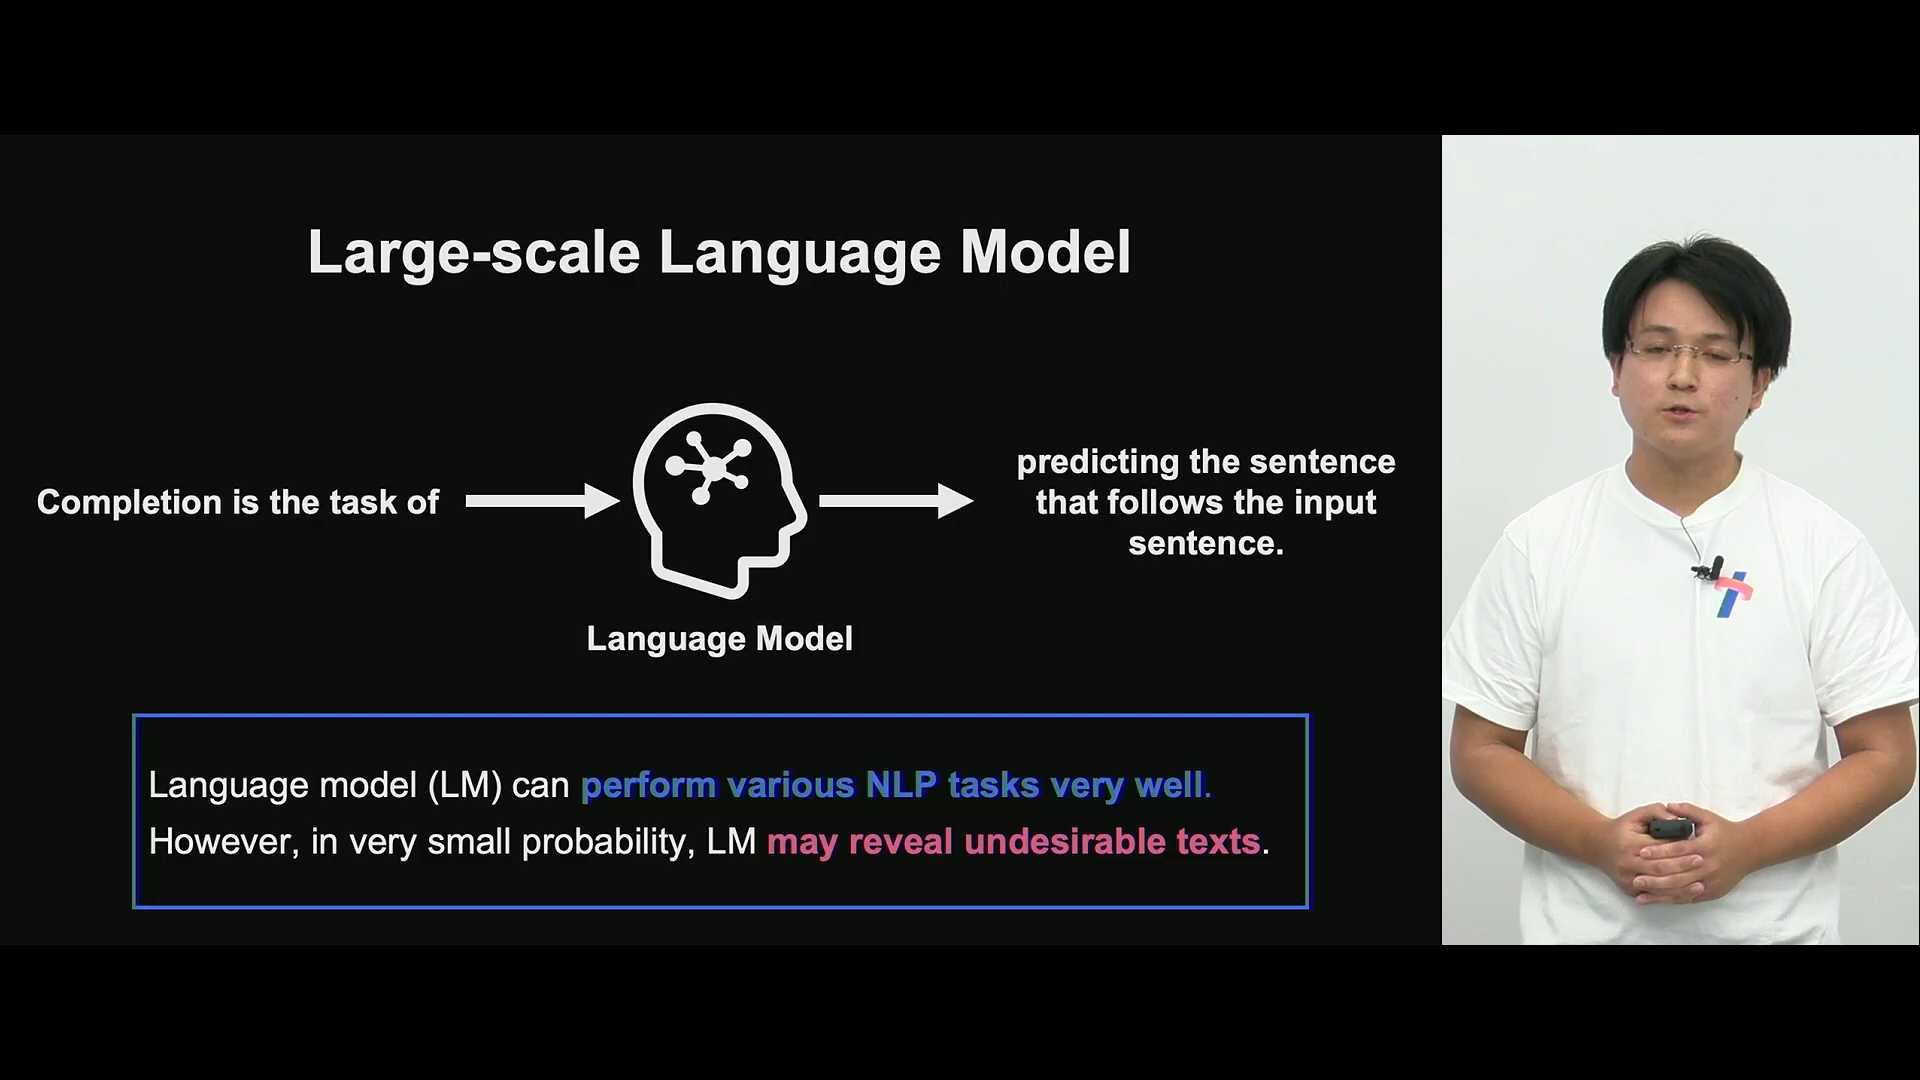 Large-scale Language Model
Completion is the task of
predicting the sentence
that follows the input
sentence.
Language Model
Language model (LM) can perform various NLP tasks very well.
However, in very small probability, LM may reveal undesirable texts.